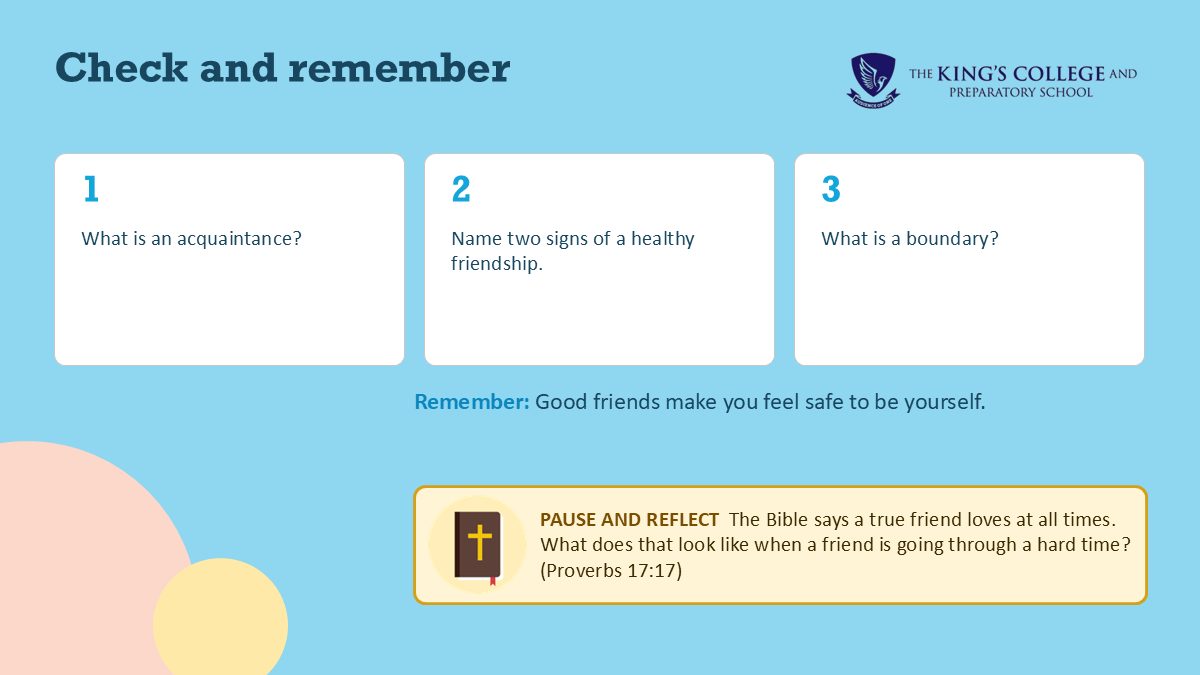 Check and remember
THE KING'S COLLEGE AND
PREPARATORY SCHOOL
AUDIENCE OF ONE
1
What is an acquaintance?
2
Name two signs of a healthy
friendship.
3
What is a boundary?
Remember: Good friends make you feel safe to be yourself.
PAUSE AND REFLECT The Bible says a true friend loves at all times.
What does that look like when a friend is going through a hard time?
(Proverbs 17:17)